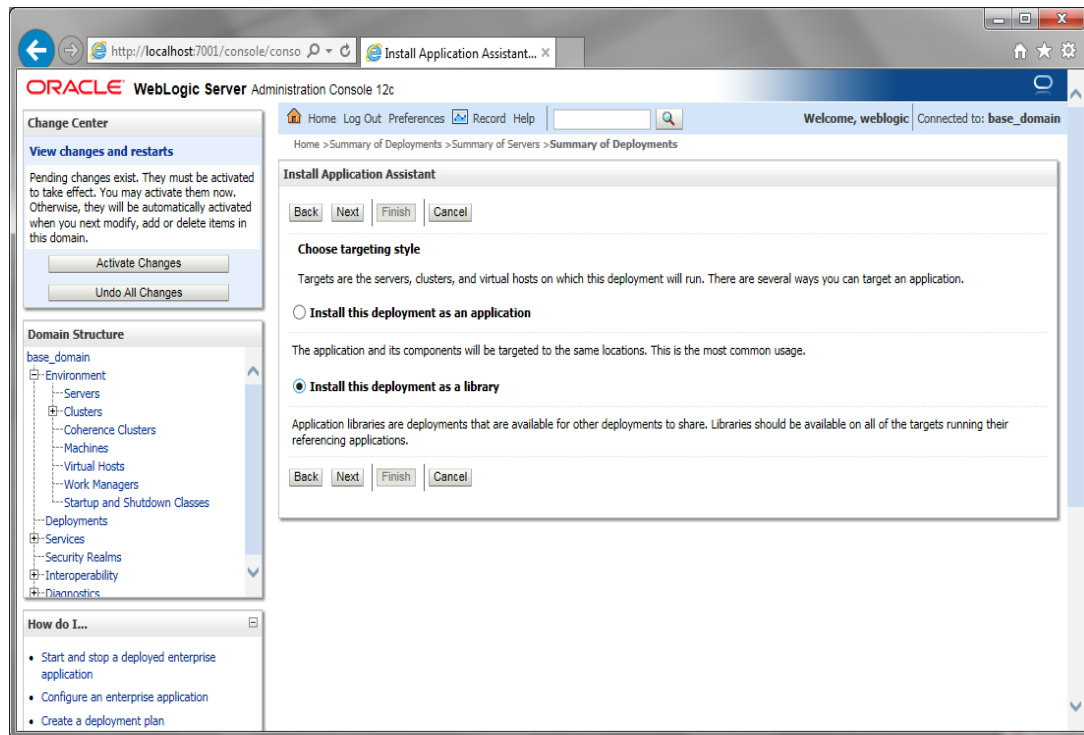 http://localhost:7001/console/conso
Install Application Assistant...
ORACLE WebLogic Server Administration Console 12c
Change Center
View changes and restarts
Pending changes exist. They must be activated
to take effect. You may activate them now.
Otherwise, they will be automatically activated
when you next modify, add or delete items in
this domain.
Activate Changes
Undo All Changes
Domain Structure
base_domain
Environment
Servers
Clusters
Coherence Clusters
Machines
Virtual Hosts
Work Managers
Startup and Shutdown Classes
Deployments
Services
Security Realms
Interoperability
Diagnostics
How do I...
Start and stop a deployed enterprise
application
Configure an enterprise application
Create a deployment plan
Home Log Out Preferences Record Help
Welcome, weblogic Connected to: base_domain
Home >Summary of Deployments >Summary of Servers >Summary of Deployments
Install Application Assistant
Back Next Finish Cancel
Choose targeting style
Targets are the servers, clusters, and virtual hosts on which this deployment will run. There are several ways you can target an application.
Install this deployment as an application
The application and its components will be targeted to the same locations. This is the most common usage.
Install this deployment as a library
Application libraries are deployments that are available for other deployments to share. Libraries should be available on all of the targets running their
referencing applications.
Back Next Finish Cancel